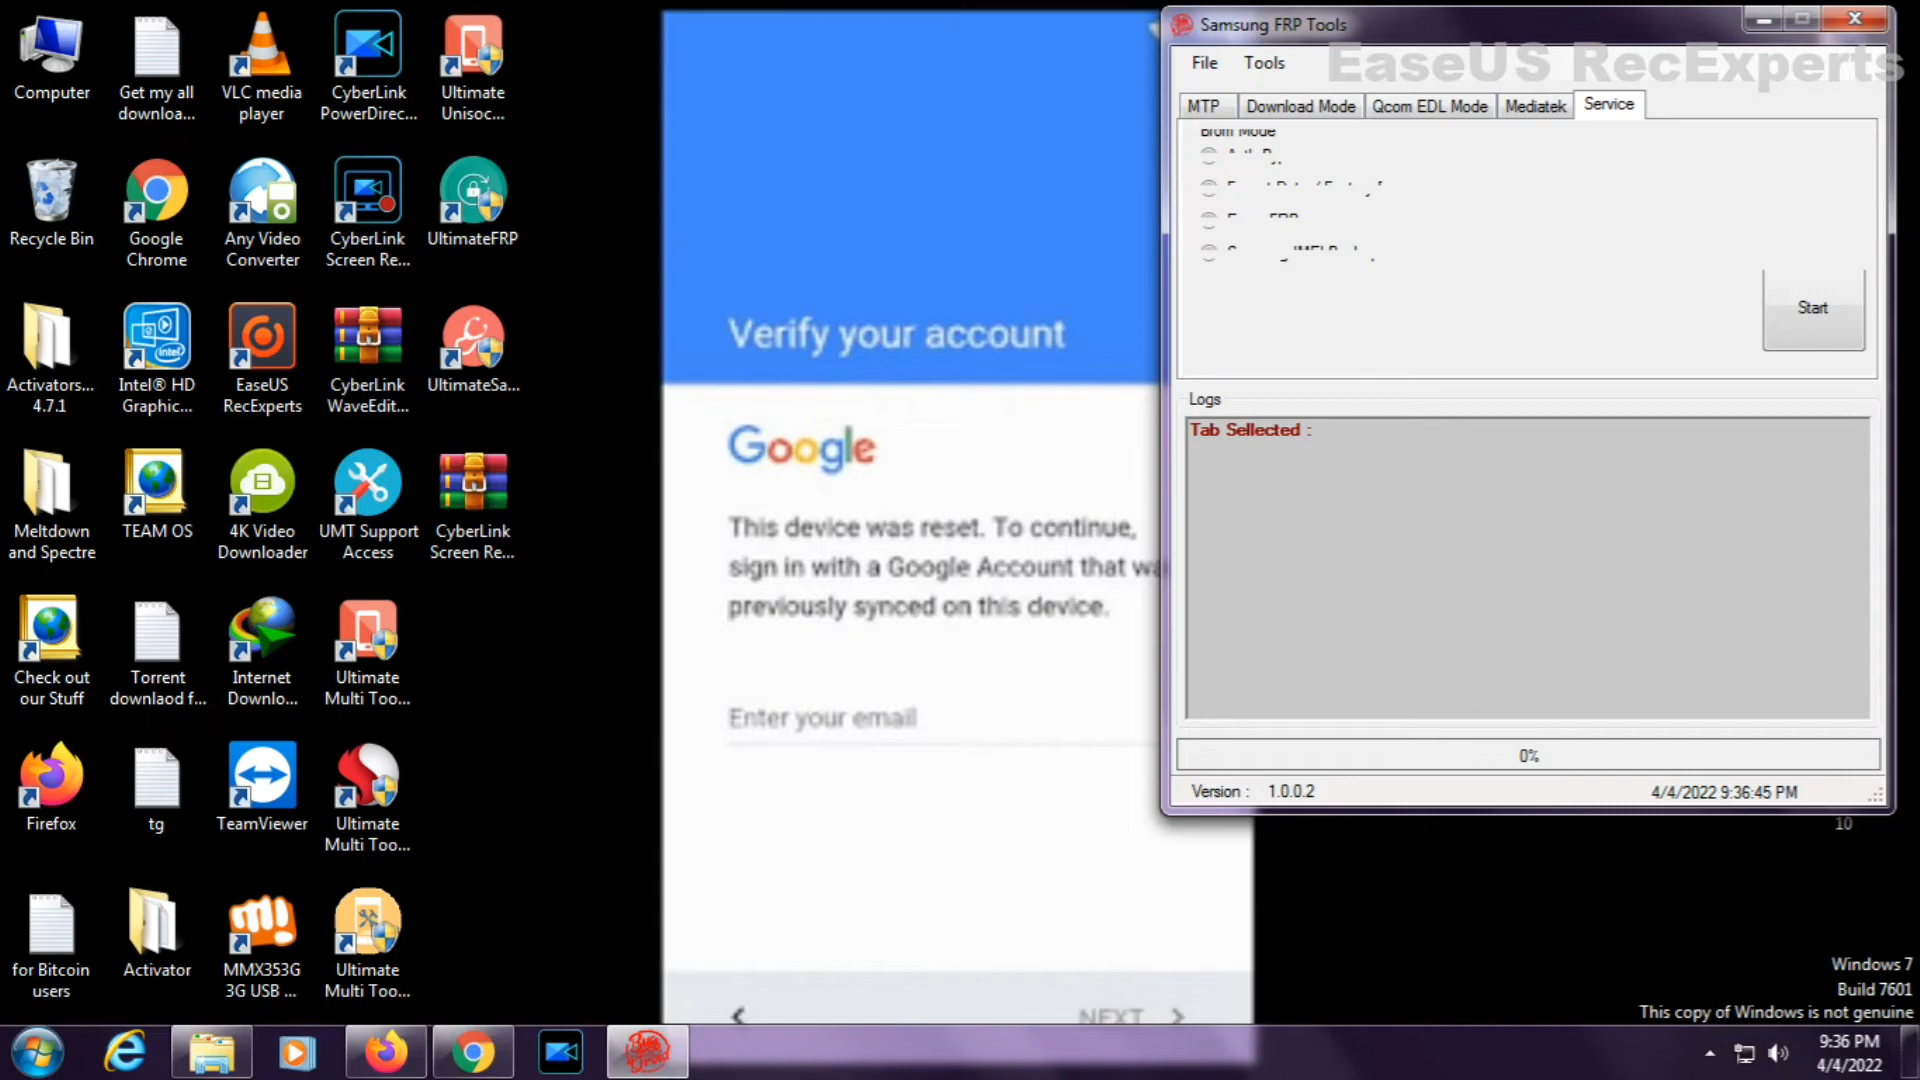 Computer
Get my all
downloa...
VLC media
player
CyberLink
PowerDirec...
Ultimate
Unisoc...
Recycle Bin
Google
Chrome
Any Video
Converter
CyberLink
Screen Re...
UltimateFRP
Activators...
4.7.1
Intel® HD
Graphic...
EaseUS
RecExperts
CyberLink
WaveEdit...
UltimateSa...
Meltdown
and Spectre
TEAM OS
4K Video
Downloader
UMT Support
Access
CyberLink
Screen Re...
Check out
our Stuff
Torrent
downlaod f...
Internet
Downlo...
Ultimate
Multi Too...
Firefox
tg
TeamViewer
Ultimate
Multi Too...
for Bitcoin
users
Activator
MMX353G
3G USB ...
Ultimate
Multi Too...
Verify your account
Google
This device was reset. To continue,
sign in with a Google Account that
previously synced on this device.
Enter your email
NEXT
Samsung FRP Tools
EaseUS RecExperts
File Tools
MTP Download Mode Qcom EDL Mode Mediatek Service
Brom Mode
Start
Logs
Tab Sellected :
0%
Version : 1.0.0.2
4/4/2022 9:36:45 PM
10
Windows 7
Build 7601
This copy of Windows is not genuine
9:36 PM
4/4/2022